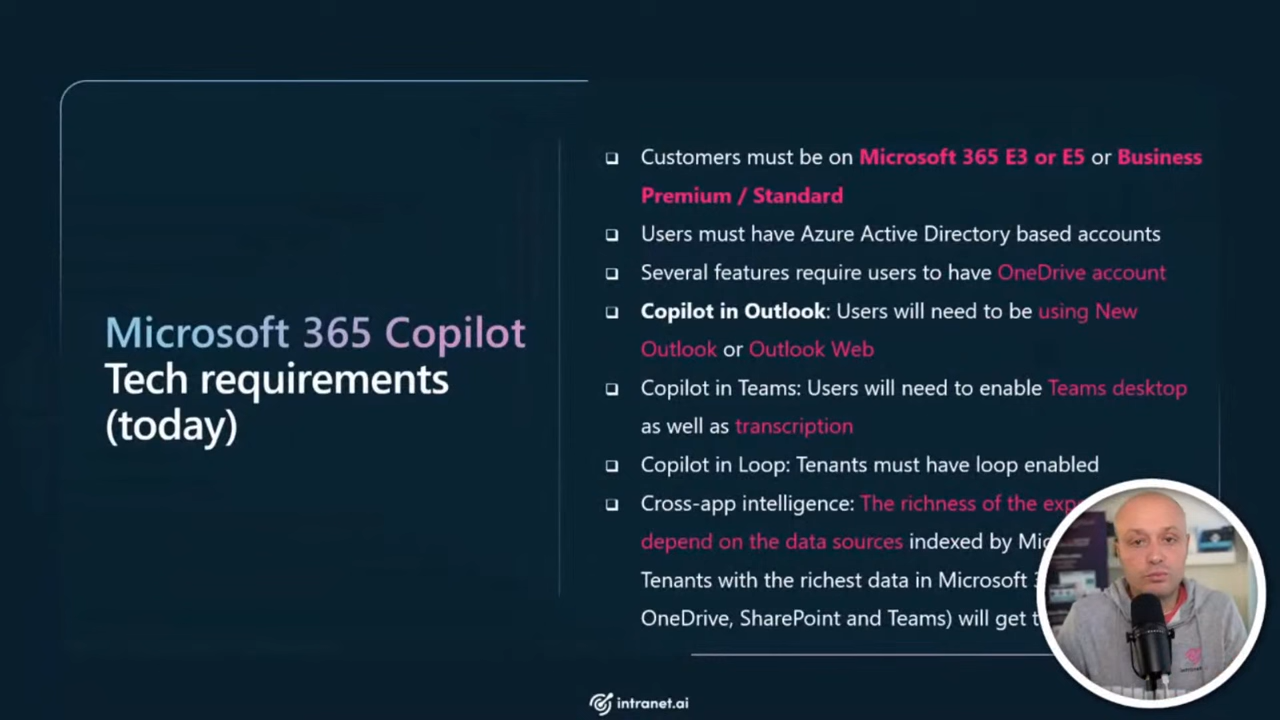 Microsoft 365 Copilot
Tech requirements
(today)
Customers must be on Microsoft 365 E3 or E5 or Business
Premium / Standard
Users must have Azure Active Directory based accounts
Several features require users to have OneDrive account
Copilot in Outlook: Users will need to be using New
Outlook or Outlook Web
Copilot in Teams: Users will need to enable Teams desktop
as well as transcription
Copilot in Loop: Tenants must have loop enabled
Cross-app intelligence: The richness of the
depend on the data sources indexed by
Tenants with the richest data in Microsoft
OneDrive, SharePoint and Teams) will get
intranet.ai